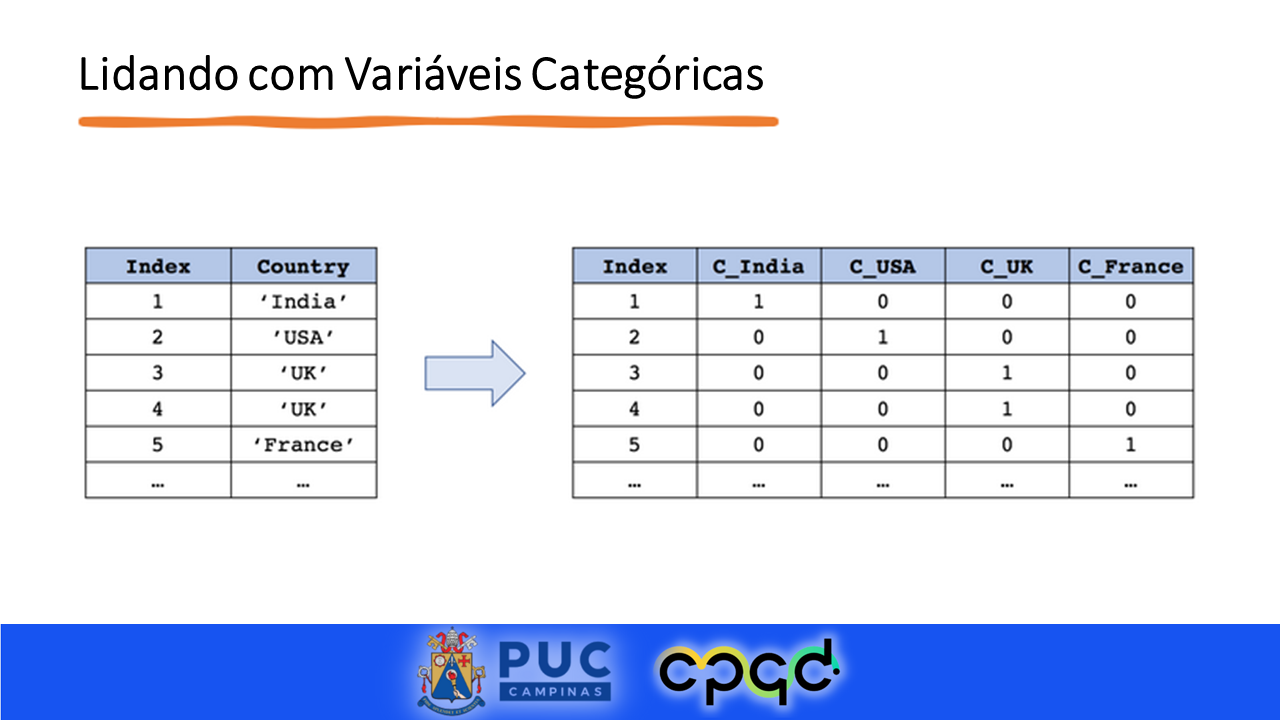 Lidando com Variáveis Categóricas
Index Country
1 ‘India’
2 ’USA’
3 ‘UK’
4 ‘UK’
5 ‘France’
… …
Index C_India C_USA C_UK C_France
1 1 0 0 0
2 0 1 0 0
3 0 0 1 0
4 0 0 1 0
5 0 0 0 1
… … … … …
PUC
CAMPINAS
cpqd